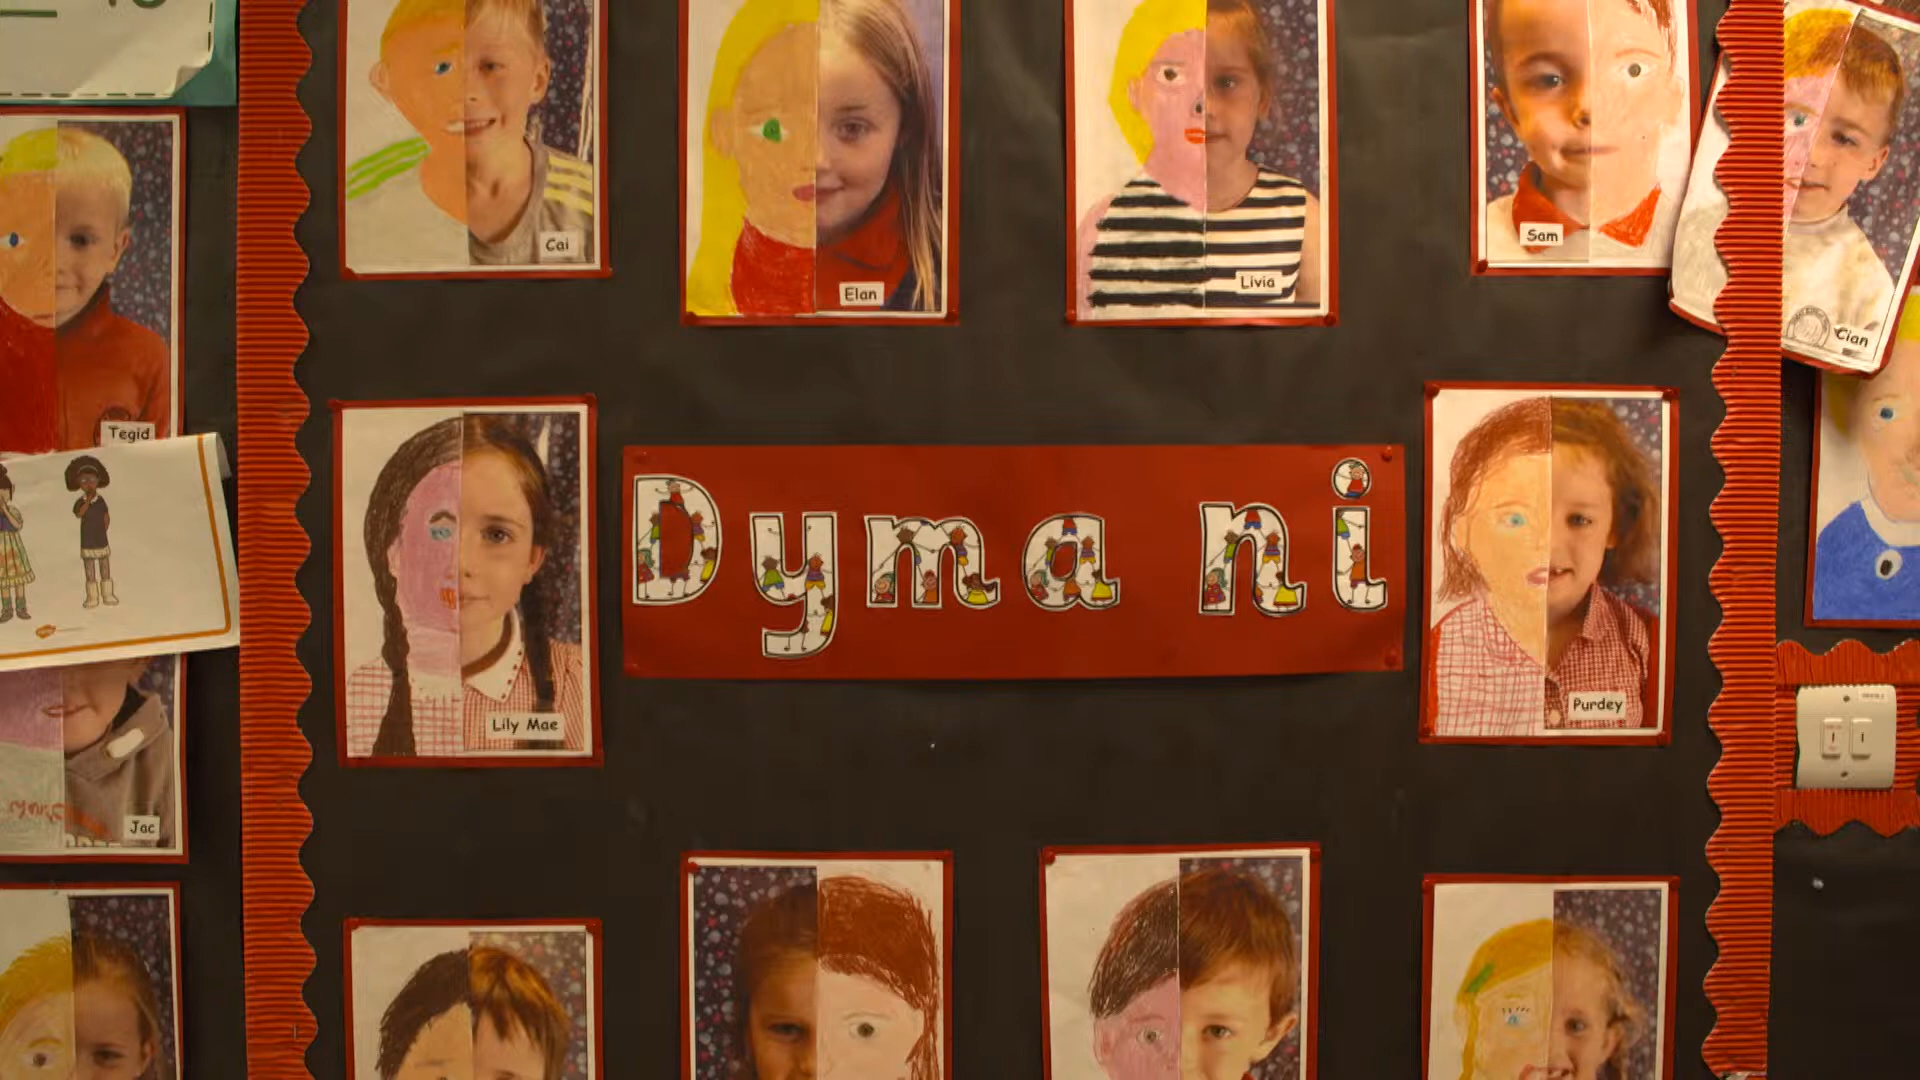 Cai
Elan
Livia
Sam
Cian
Tegid
Dyma ni
Lily Mae
Purdey
Jac